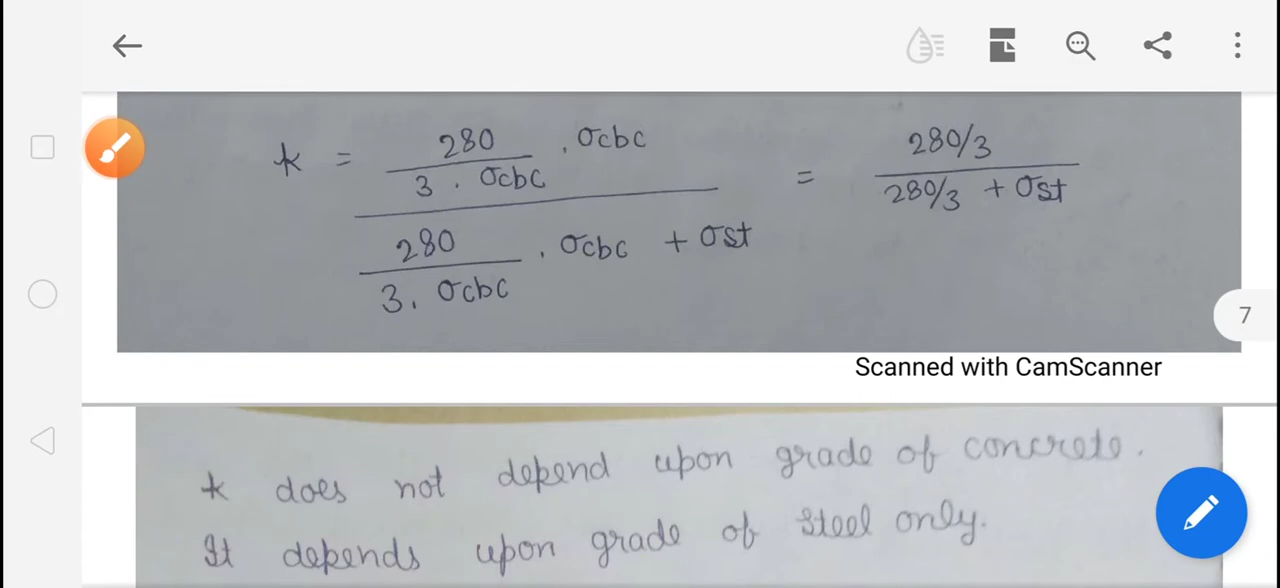 k = 280 / 3 . σcbc . σcbc / 280 / 3 . σcbc . σcbc + σst = 280/3 / 280/3 + σst
7
Scanned with CamScanner
k does not depend upon grade of concrete.
It depends upon grade of steel only.